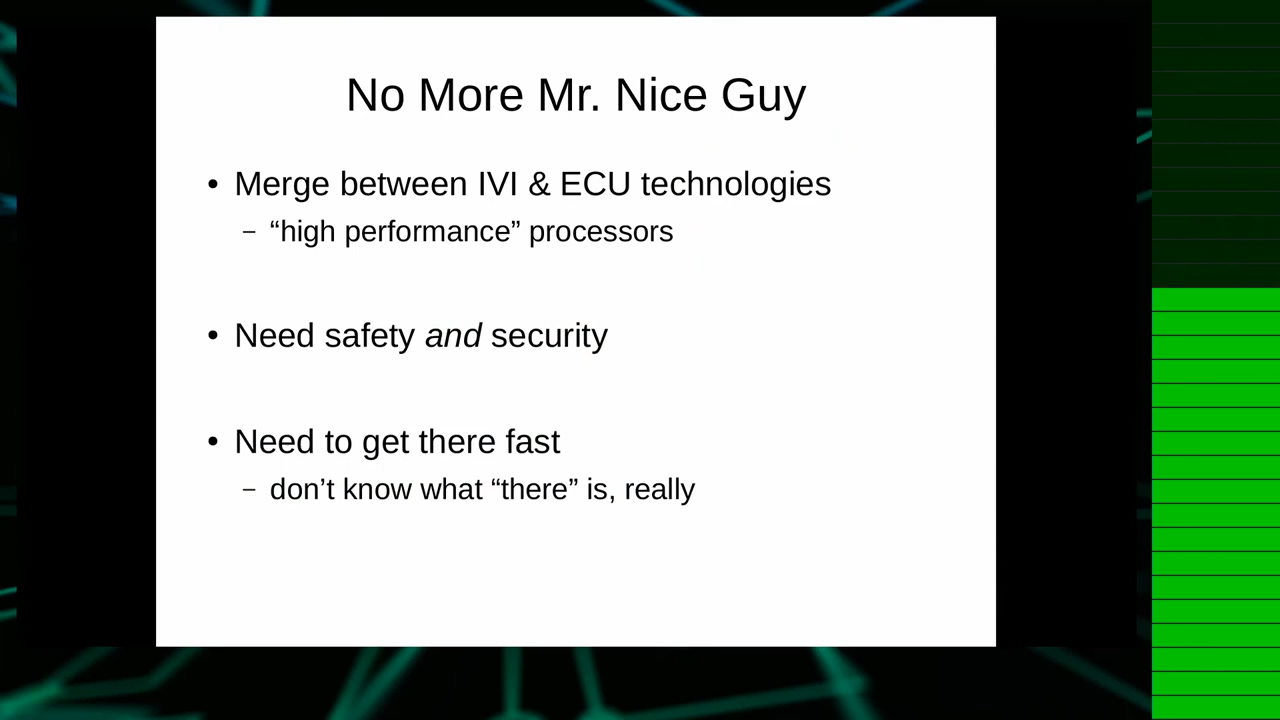 No More Mr. Nice Guy
• Merge between IVI & ECU technologies
– “high performance” processors
• Need safety and security
• Need to get there fast
– don’t know what “there” is, really